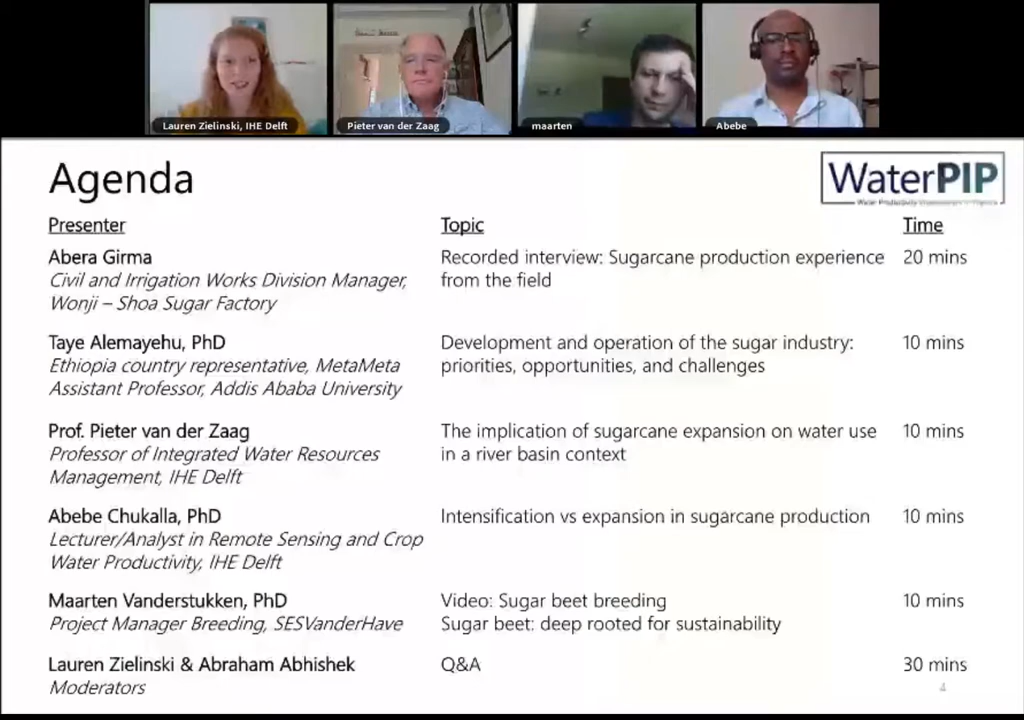 Lauren Zielinski, IHE Delft
Pieter van der Zaag
maarten
Abebe
Agenda
WaterPIP
Presenter Topic Time
Abera Girma Recorded interview: Sugarcane production experience 20 mins
Civil and Irrigation Works Division Manager, from the field
Wonji – Shoa Sugar Factory
Taye Alemayehu, PhD Development and operation of the sugar industry: 10 mins
Ethiopia country representative, MetaMeta priorities, opportunities, and challenges
Assistant Professor, Addis Ababa University
Prof. Pieter van der Zaag The implication of sugarcane expansion on water use 10 mins
Professor of Integrated Water Resources in a river basin context
Management, IHE Delft
Abebe Chukalla, PhD Intensification vs expansion in sugarcane production 10 mins
Lecturer/Analyst in Remote Sensing and Crop
Water Productivity, IHE Delft
Maarten Vanderstukken, PhD Video: Sugar beet breeding 10 mins
Project Manager Breeding, SESVanderHave Sugar beet: deep rooted for sustainability
Lauren Zielinski & Abraham Abhishek Q&A 30 mins
Moderators 4